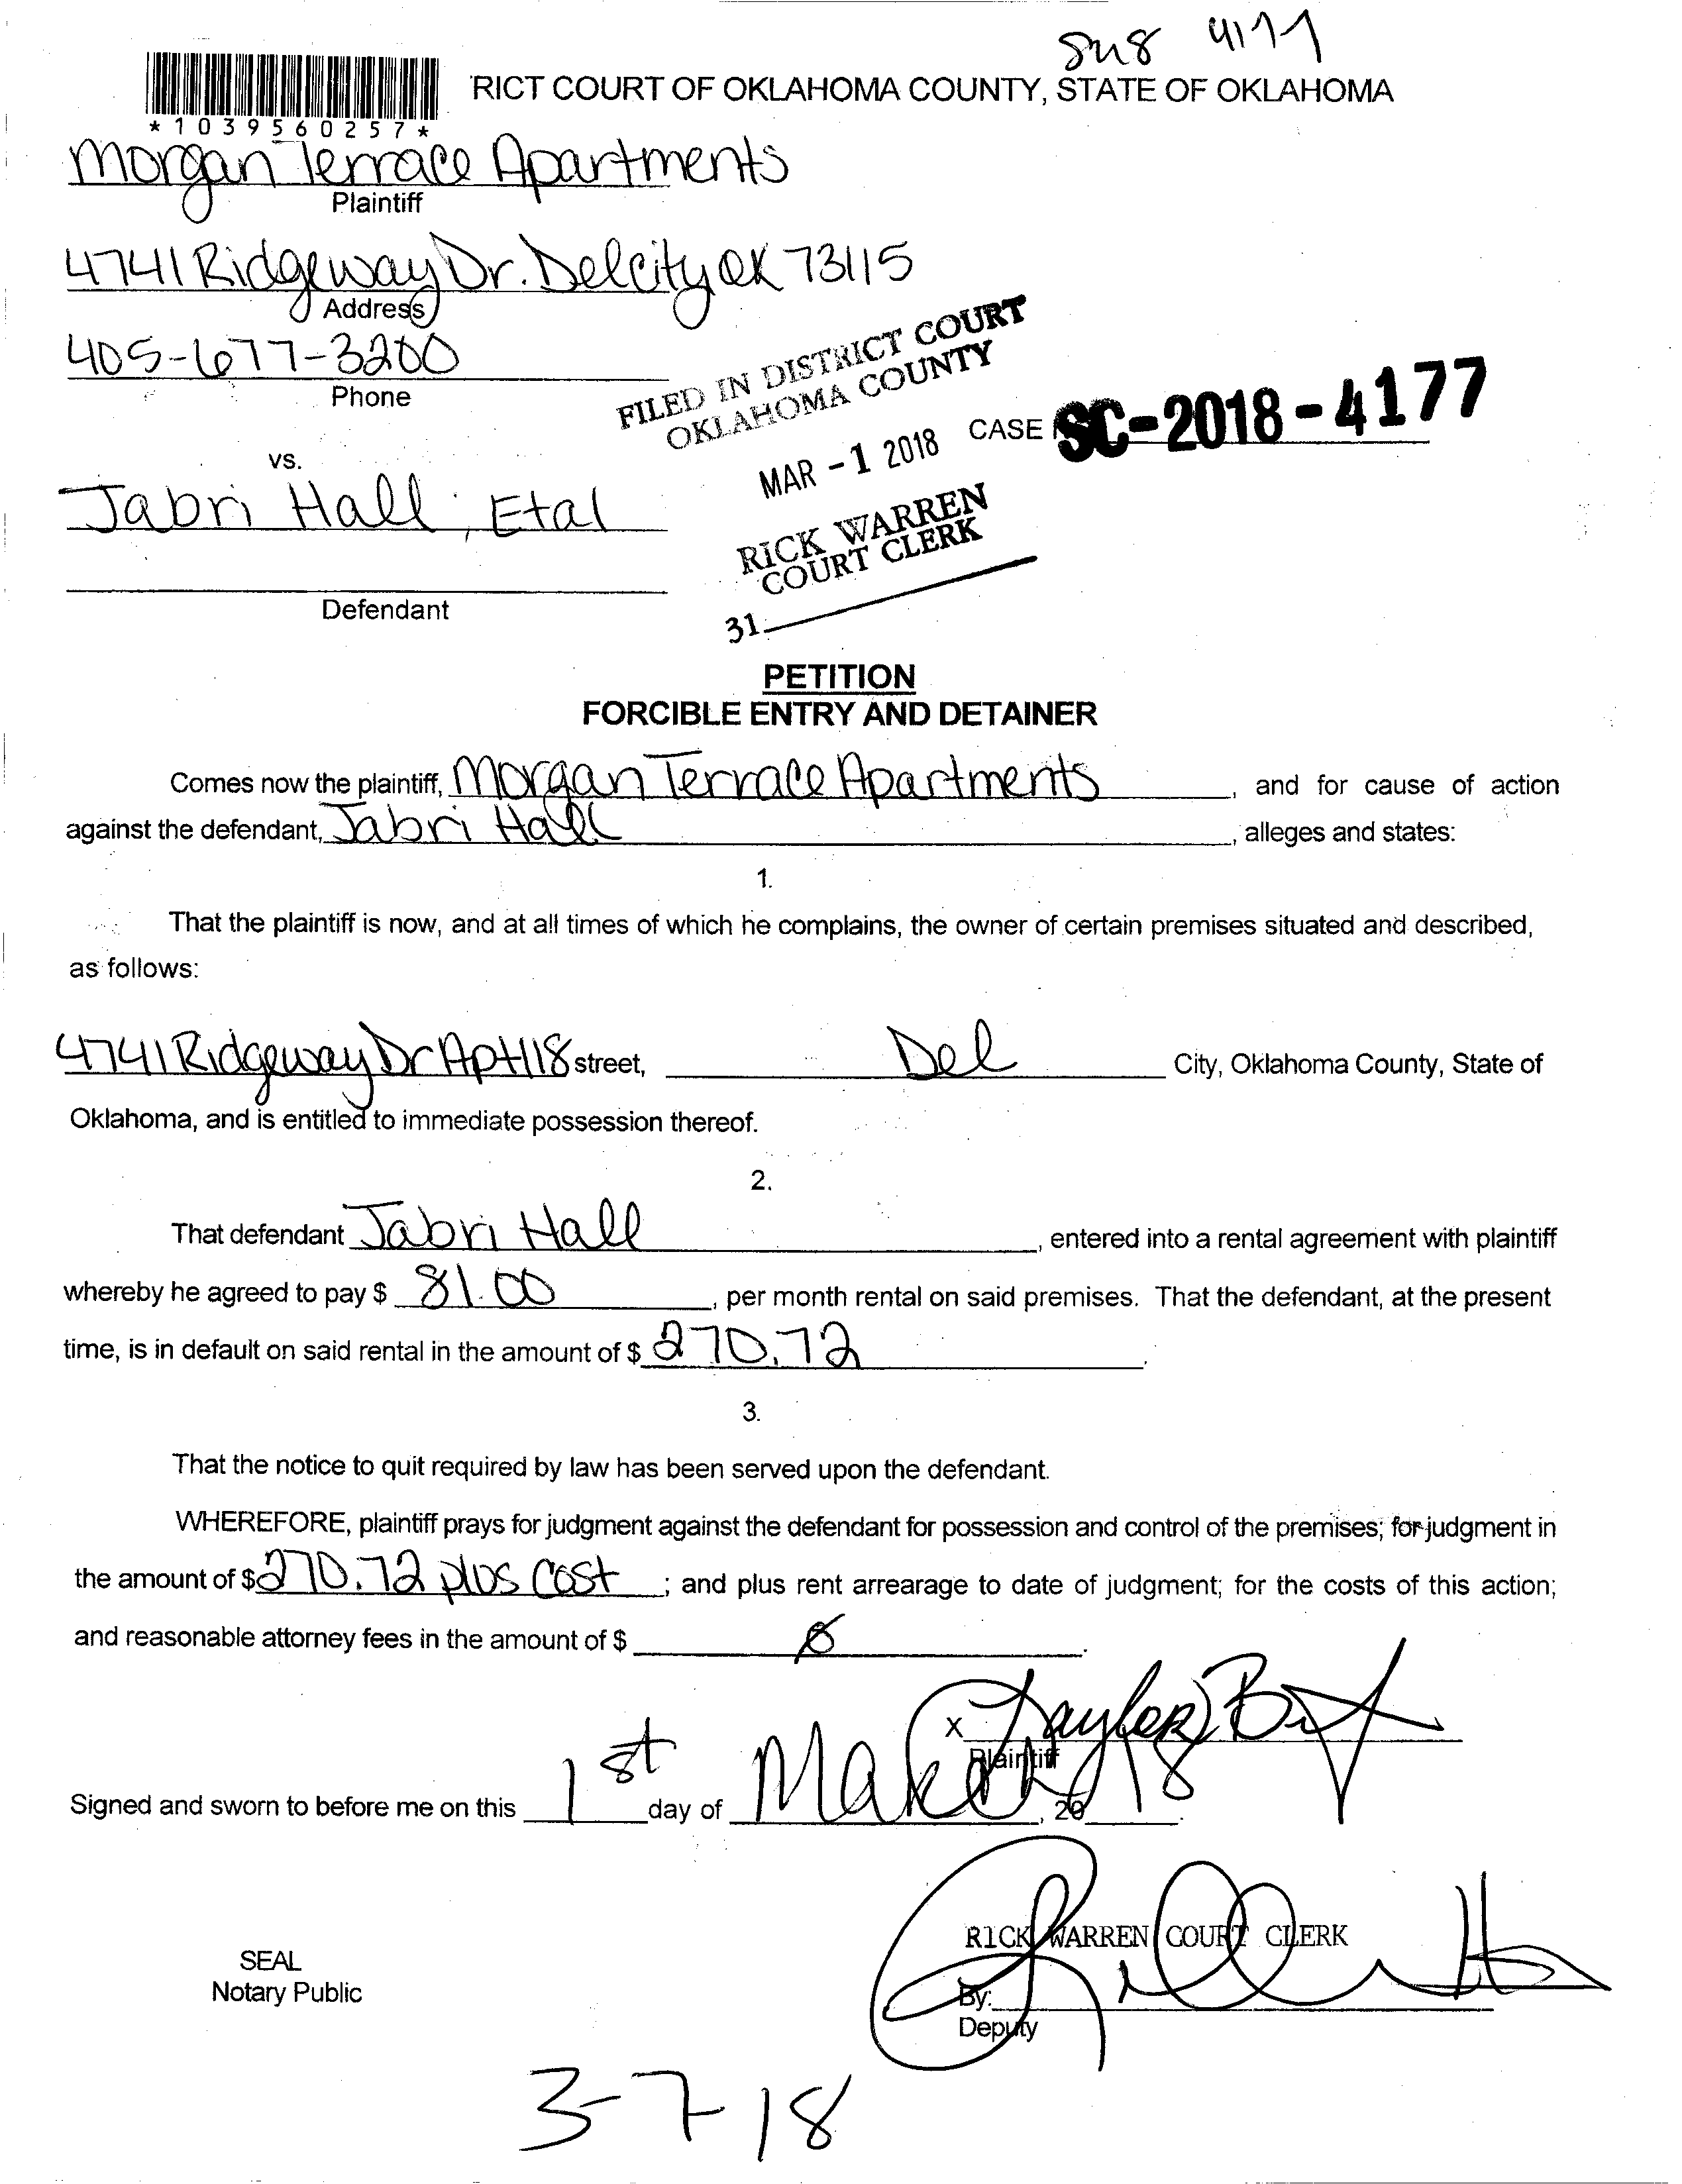 4177
RICT COURT OF OKLAHOMA COUNTY, STATE OF OKLAHOMA
*1039560257*
Morgan Terrace Apartments
Plaintiff
4741 Ridgeway Dr. Del city OK 73115
Address
405-677-3200
Phone
FILED IN DISTRICT COURT
OKLAHOMA COUNTY
MAR - 1 2018
RICK WARREN
COURT CLERK
31
CASE SC-2018-4177
vs.
Jabri Hall, Etal
Defendant
PETITION
FORCIBLE ENTRY AND DETAINER
Comes now the plaintiff, Morgan Terrace Apartments, and for cause of action
against the defendant, Jabri Hall, alleges and states:
1.
That the plaintiff is now, and at all times of which he complains, the owner of certain premises situated and described,
as follows:
4741 Ridgeway Dr Apt 118 street, Del City, Oklahoma County, State of
Oklahoma, and is entitled to immediate possession thereof.
2.
That defendant Jabri Hall, entered into a rental agreement with plaintiff
whereby he agreed to pay $ 81.00, per month rental on said premises. That the defendant, at the present
time, is in default on said rental in the amount of $ 270.72.
3.
That the notice to quit required by law has been served upon the defendant.
WHEREFORE, plaintiff prays for judgment against the defendant for possession and control of the premises; for judgment in
the amount of $ 270.72 plus cost; and plus rent arrearage to date of judgment; for the costs of this action;
and reasonable attorney fees in the amount of $ 0.
X
Plaintiff
Signed and sworn to before me on this 1st day of March, 2018.
RICK WARREN COURT CLERK
SEAL
Notary Public
By:
Deputy
3-7-18